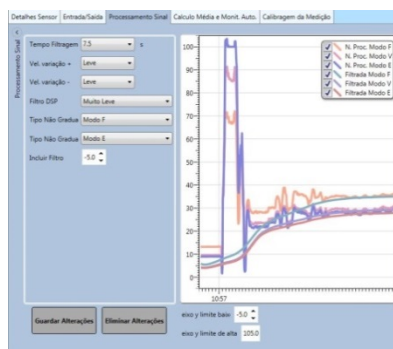 Detalhes Sensor Entrada/Saída Processamento Sinal Calculo Média e Monit. Auto. Calibragem da Medição
Processamento Sinal
Tempo Filtragem 7.5 s
Vel. variação + Leve
Vel. variação - Leve
Filtro DSP Muito Leve
Tipo Não Gradua Modo F
Tipo Não Gradua Modo E
Incluir Filtro -5.0
Guardar Alterações Eliminar Alterações
100
90
80
70
60
50
40
30
20
10
0
1057
N. Proc. Modo F
N. Proc. Modo V
N. Proc. Modo E
Filtrada Modo F
Filtrada Modo V
Filtrada Modo E
eixo y limite baix -5.0
eixo y limite de alta 105.0